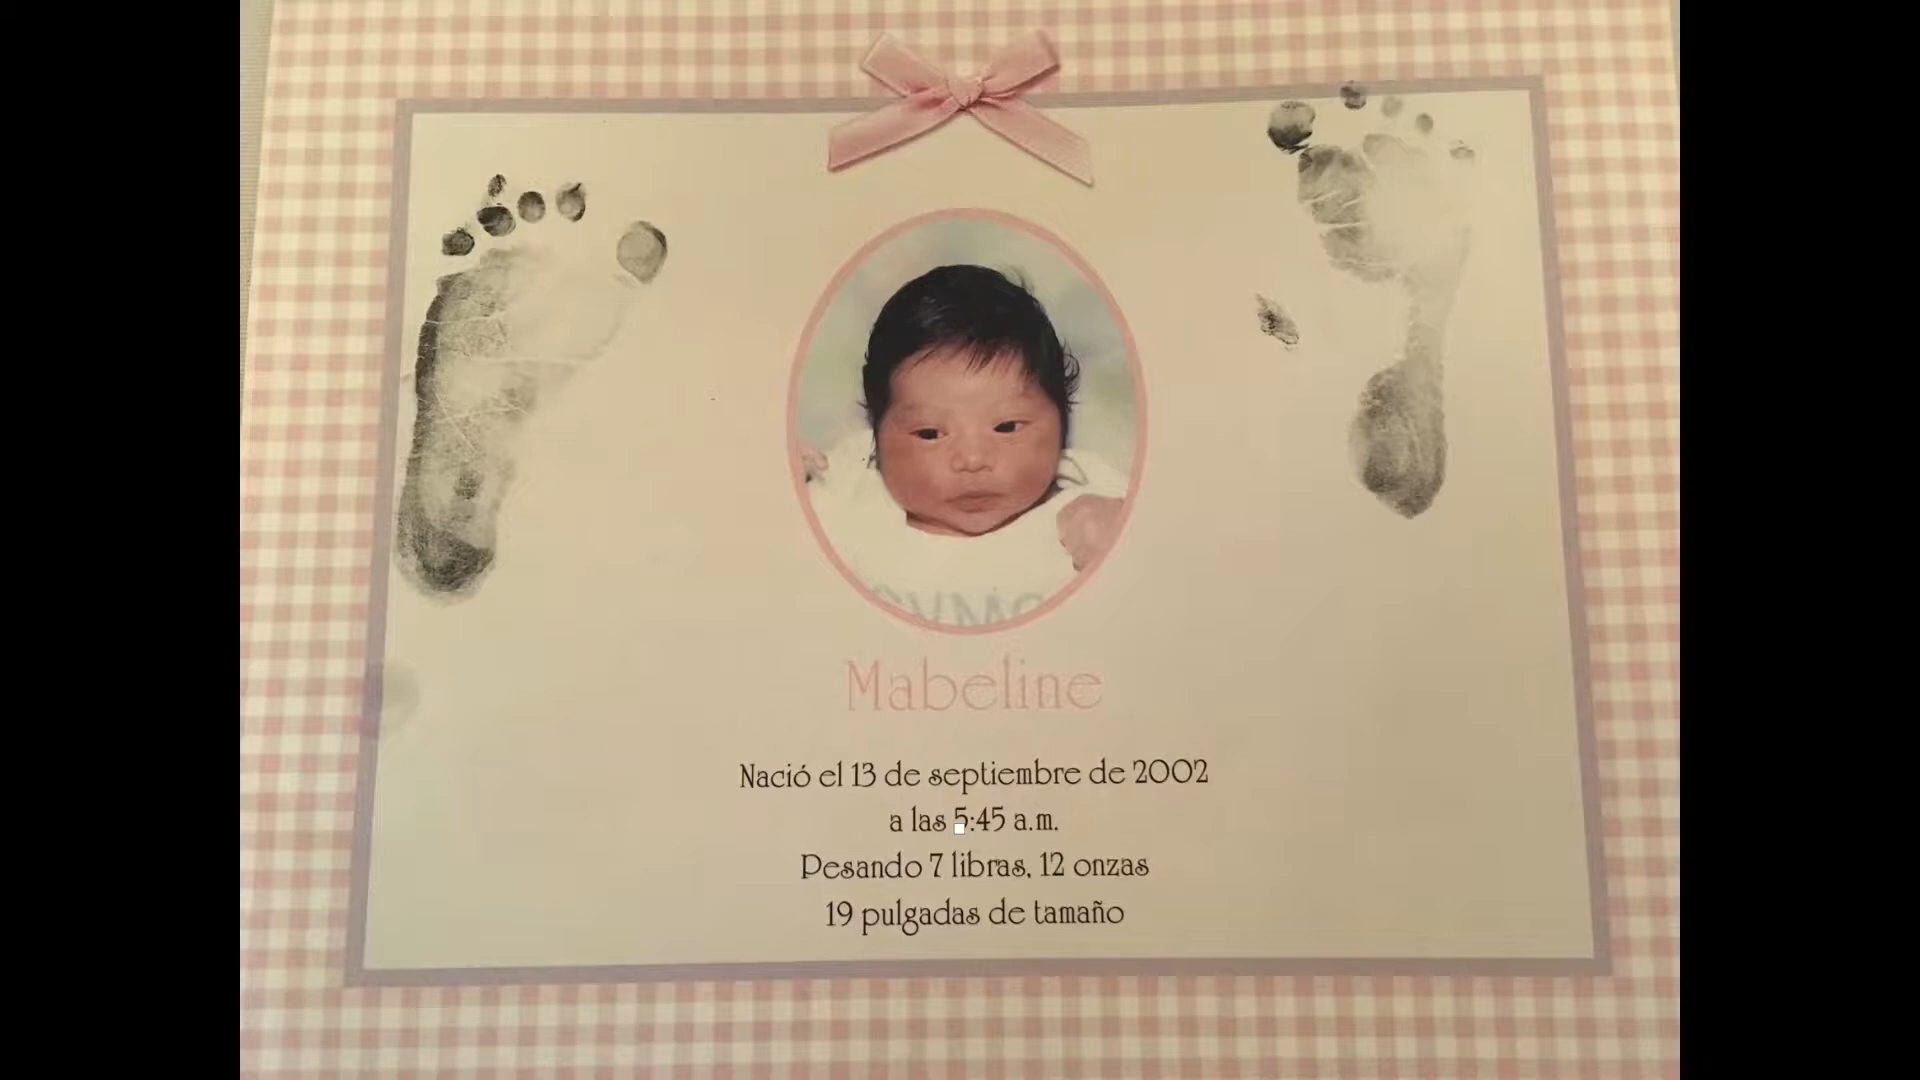 Mabeline
Nació el 13 de septiembre de 2002
a las 5:45 a.m.
Pesando 7 libras, 12 onzas
19 pulgadas de tamaño